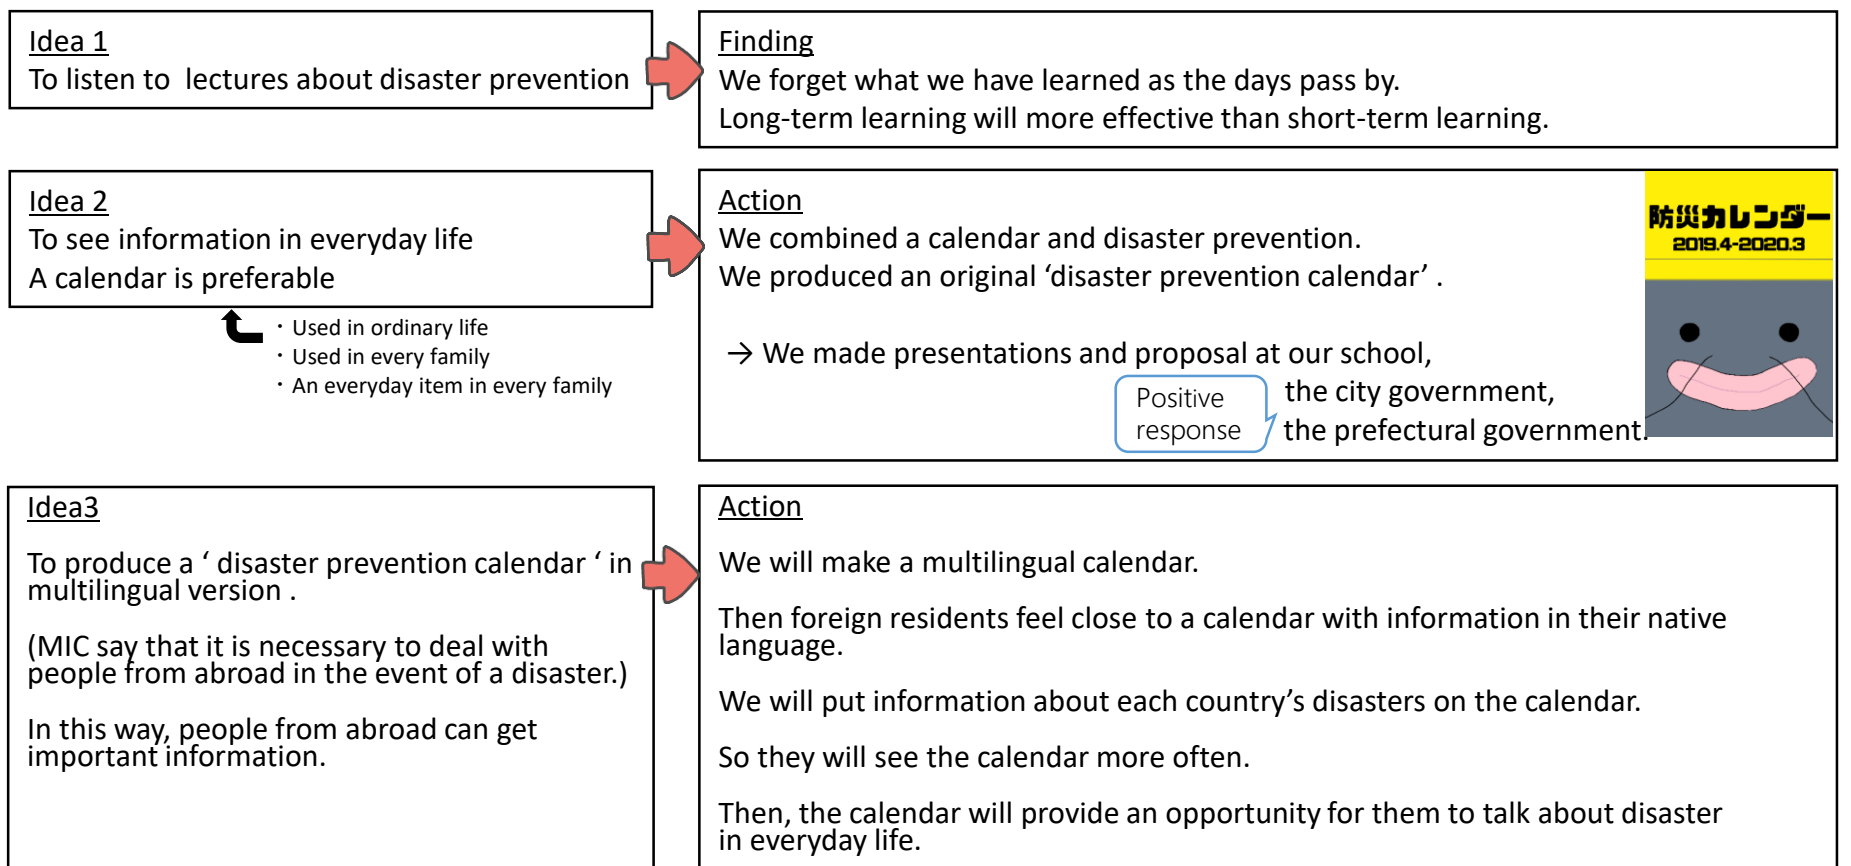 Idea 1
To listen to  lectures about disaster prevention
Finding
We forget what we have learned as the days pass by.
Long-term learning will more effective than short-term learning.
Idea 2
To see information in everyday life
A calendar is preferable
・Used in ordinary life
・Used in every family
・An everyday item in every family
Action
We combined a calendar and disaster prevention.
We produced an original ‘disaster prevention calendar’ .
→ We made presentations and proposal at our school,
the city government,
the prefectural government.
Positive
response
防災カレンダー
2019.4-2020.3
Idea3
To produce a ‘ disaster prevention calendar ‘ in
multilingual version .
(MIC say that it is necessary to deal with
people from abroad in the event of a disaster.)
In this way, people from abroad can get
important information.
Action
We will make a multilingual calendar.
Then foreign residents feel close to a calendar with information in their native
language.
We will put information about each country’s disasters on the calendar.
So they will see the calendar more often.
Then, the calendar will provide an opportunity for them to talk about disaster
in everyday life.